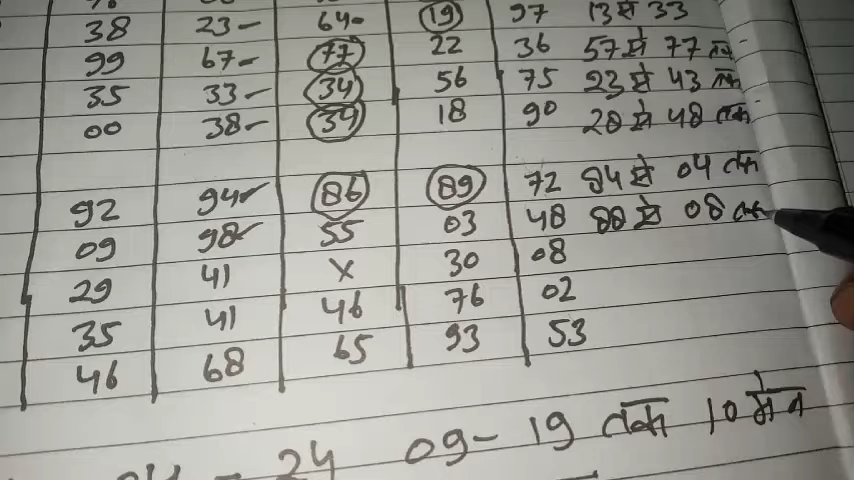 38 23- 64- 19 97 13 से 33
99 67- 77 22 36 57 से 77 तक
35 33- 34 56 75 23 से 43 तक
00 38- 39 18 90 28 से 48 तक
92 94 86 89 72 84 से 04 तक
09 98 55 03 48 88 से 08 तक
29 41 X 30 08
35 41 46 76 02
46 68 65 93 53
- 24 09-19 तक 10